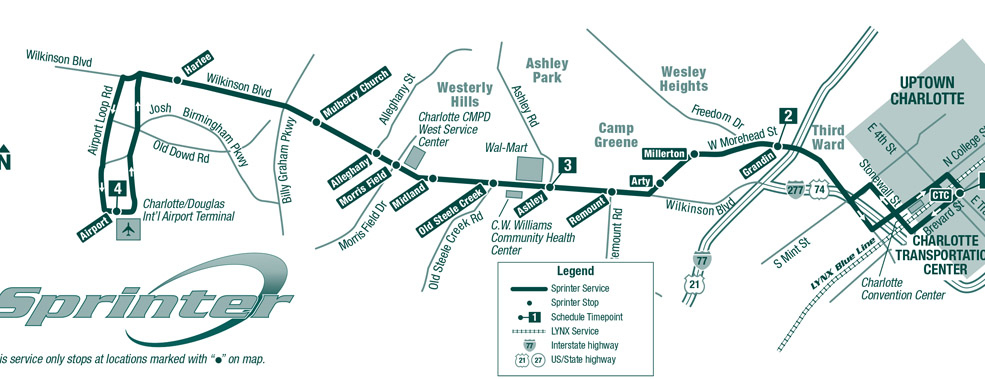 Wilkinson Blvd
Harlee
Wilkinson Blvd
Airport Loop Rd
Josh
Birmingham
Pkwy
Old Dowd Rd
Billy Graham Pkwy
4
Airport
Charlotte/Douglas
Int'l Airport Terminal
N
Mulberry Church
Alleghany St
Westerly
Hills
Charlotte CMPD
West Service
Center
Alleghany
Morris Field
Midland
Morris Field Dr
Old Steele Creek
Old Steele Creek Rd
Ashley
Park
Ashley Rd
Wal-Mart
3
Ashley
C.W. Williams
Community Health
Center
Camp
Greene
Wesley
Heights
Freedom Dr
Millerton
Arty
Remount
Remount Rd
W Morehead St
2
Grandin
Third
Ward
Wilkinson Blvd
277
74
77
21
UPTOWN
CHARLOTTE
E 4th St
N College St
Stonewall St
CTC
Brevard St
S Mint St
LYNX Blue Line
CHARLOTTE
TRANSPORTATIO
CENTER
Charlotte
Convention Center
Sprinter
is service only stops at locations marked with “●” on map.
Legend
Sprinter Service
Sprinter Stop
1
Schedule Timepoint
LYNX Service
77
Interstate highway
21
27
US/State highway